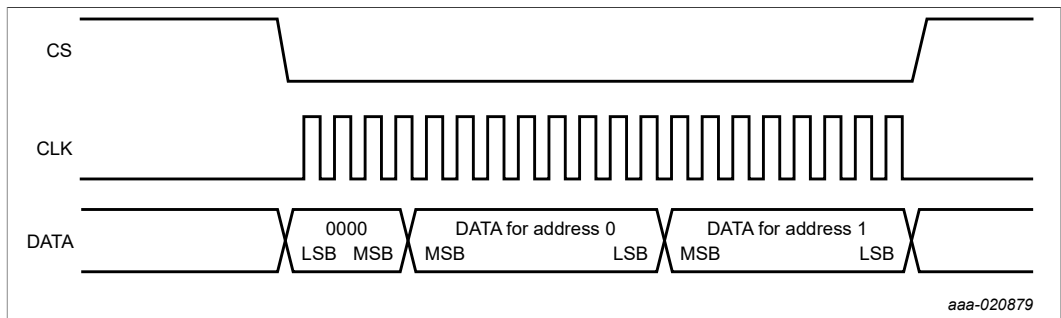 CS
CLK
DATA
0000
LSB MSB
DATA for address 0
MSB LSB
DATA for address 1
MSB LSB
aaa-020879